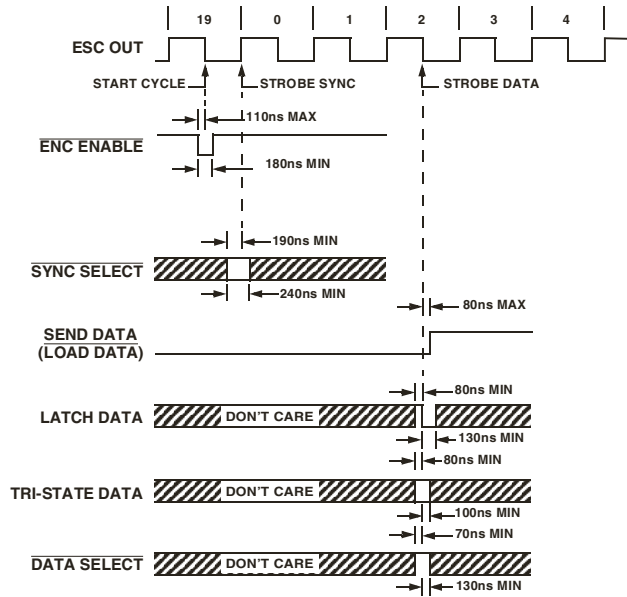 19 0 1 2 3 4
ESC OUT
START CYCLE STROBE SYNC STROBE DATA
110ns MAX
ENC ENABLE
180ns MIN
190ns MIN
SYNC SELECT
240ns MIN
80ns MAX
SEND DATA
(LOAD DATA)
80ns MIN
LATCH DATA DON'T CARE
130ns MIN
80ns MIN
TRI-STATE DATA DON'T CARE
100ns MIN
70ns MIN
DATA SELECT DON'T CARE
130ns MIN